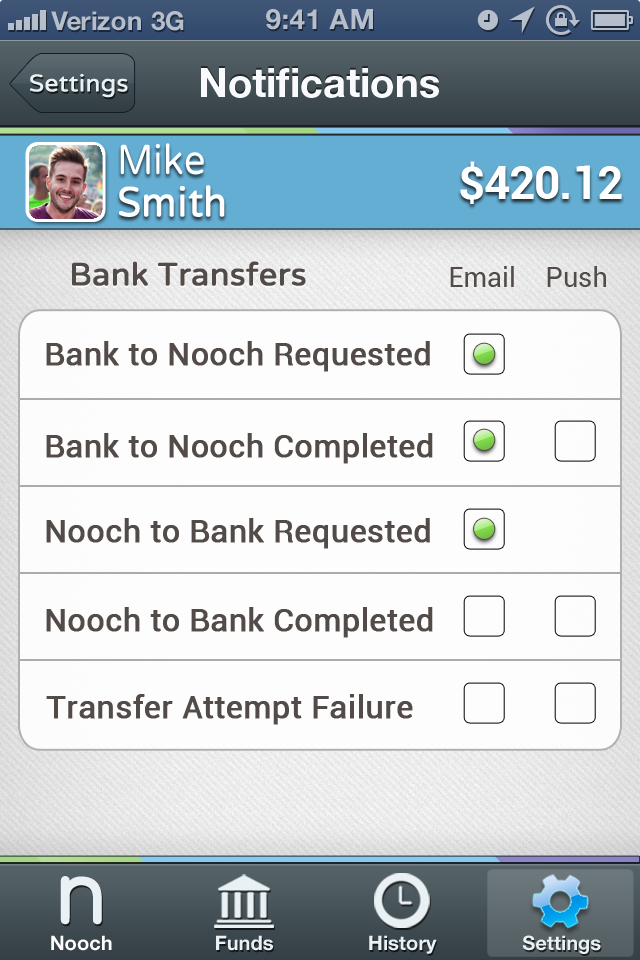 Verizon 3G 9:41 AM
Settings Notifications
Mike
Smith
$420.12
Bank Transfers Email Push
Bank to Nooch Requested
Bank to Nooch Completed
Nooch to Bank Requested
Nooch to Bank Completed
Transfer Attempt Failure
n
Nooch Funds History Settings